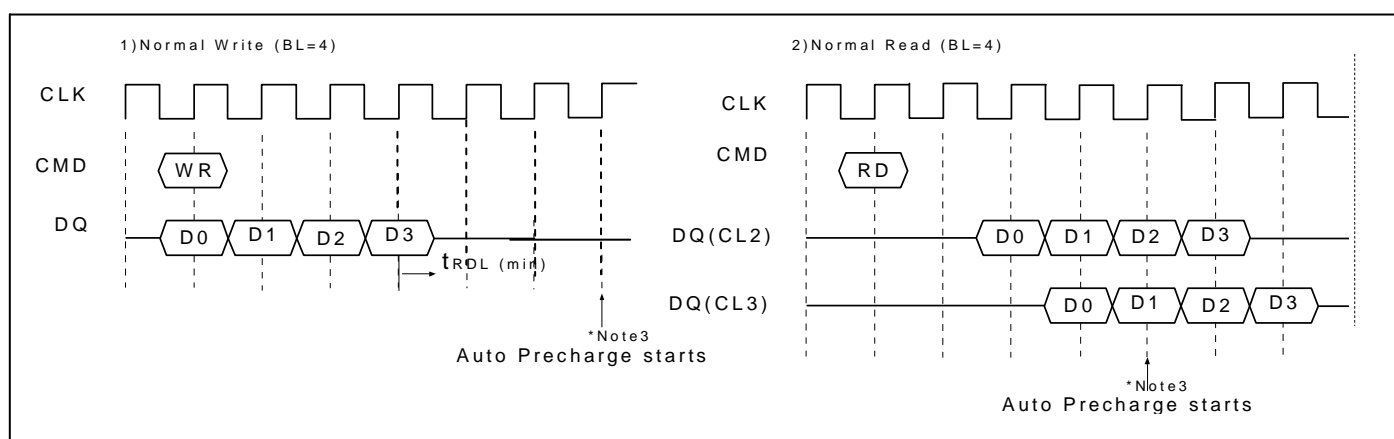 1)Normal Write (BL=4)
CLK
CMD
WR
DQ
D0 D1 D2 D3
tRDL (min)
*Note3
Auto Precharge starts
2)Normal Read (BL=4)
CLK
CMD
RD
DQ(CL2)
D0 D1 D2 D3
DQ(CL3)
D0 D1 D2 D3
*Note3
Auto Precharge starts